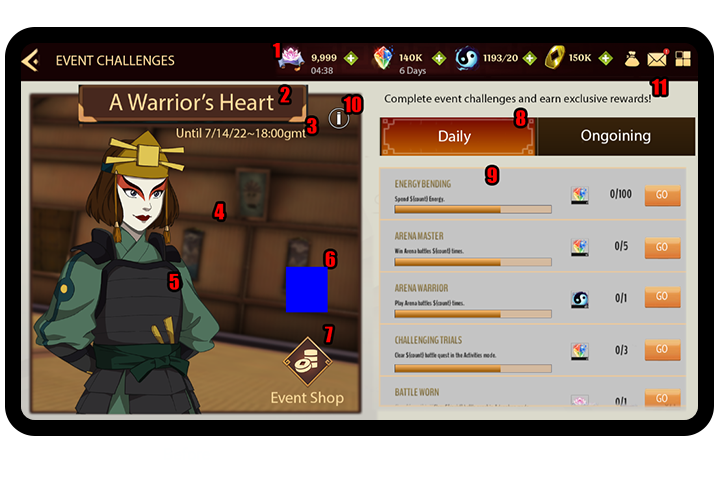 EVENT CHALLENGES
1
9,999
04:38
140K
6 Days
1193/20
150K
1
11
A Warrior's Heart
2
10
i
Until 7/14/22~18:00gmt
3
4
5
6
7
Event Shop
Complete event challenges and earn exclusive rewards!
8
Daily
Ongoining
9
ENERGY BENDING
Spend ${count} Energy.
0/100
GO
ARENA MASTER
Win Arena battles ${count} times.
0/5
GO
ARENA WARRIOR
Play Arena battles ${count} times.
0/1
GO
CHALLENGING TRIALS
Clear ${count} battle quest in the Activities mode.
0/3
GO
BATTLE WORN
0/1
GO